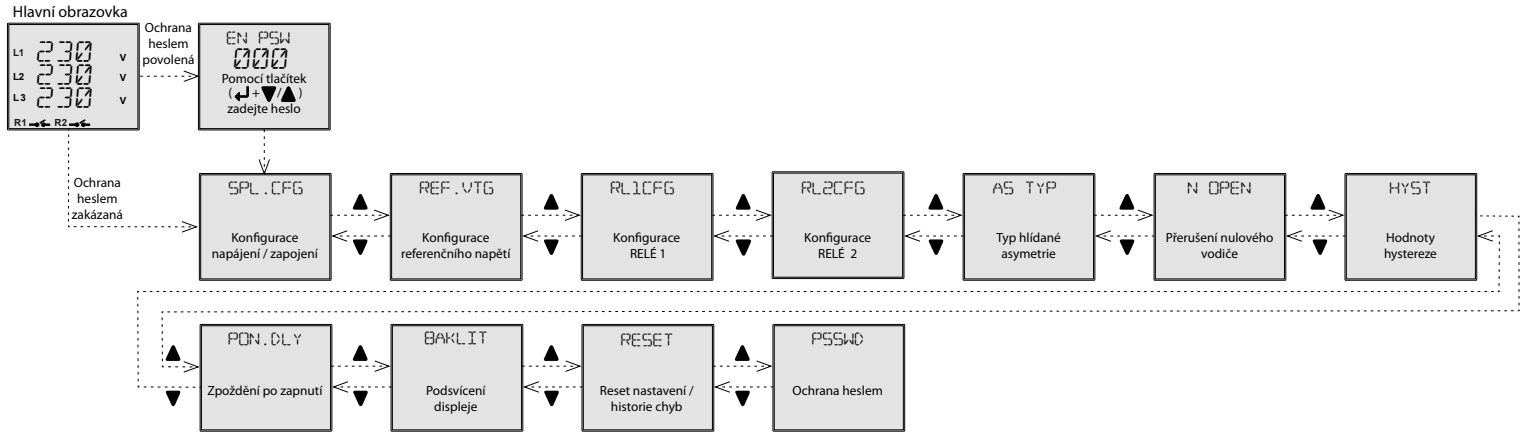 Hlavní obrazovka
L1 230 V
L2 230 V
L3 230 V
R1 R2
Ochrana
heslem
povolená
EN PSW
000
Pomocí tlačítek
(↵+▼/▲)
zadejte heslo
Ochrana
heslem
zakázaná
SPL.CFG
Konfigurace
napájení / zapojení
REF.VTG
Konfigurace
referenčního napětí
RL1CFG
Konfigurace
RELÉ 1
RL2CFG
Konfigurace
RELÉ 2
AS TYP
Typ hlídané
asymetrie
N OPEN
Přerušení nulového
vodiče
HYST
Hodnoty
hystereze
PON.DLY
Zpoždění po zapnutí
BAKLIT
Podsvícení
displeje
RESET
Reset nastavení /
historie chyb
PSSWD
Ochrana heslem